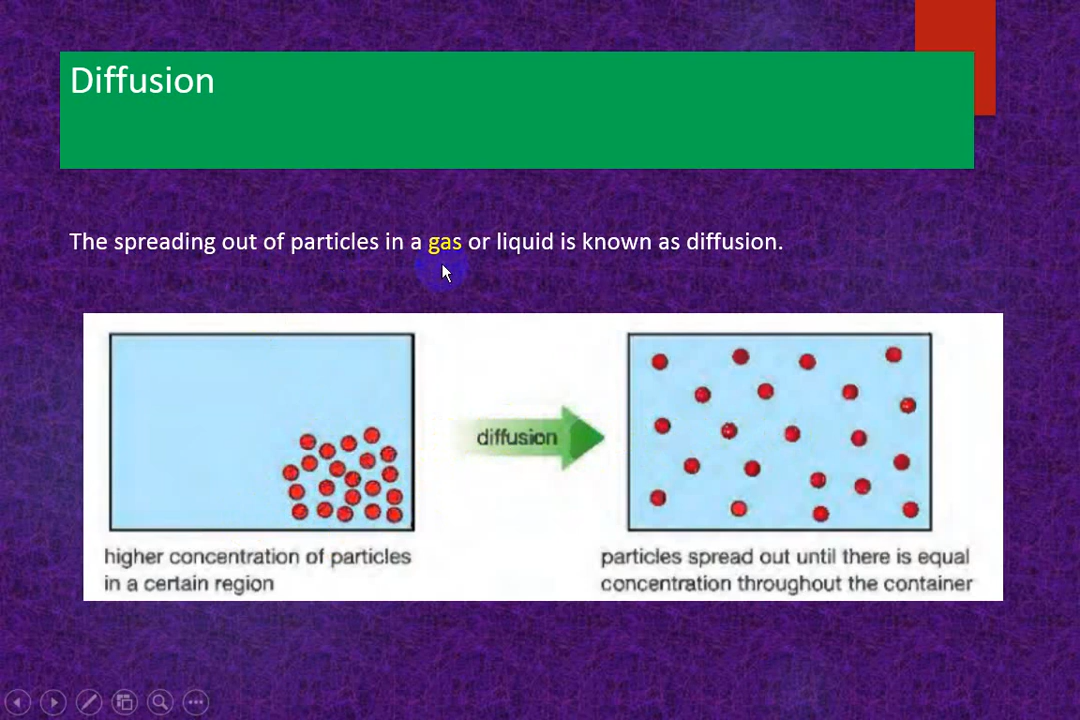 Diffusion
The spreading out of particles in a gas or liquid is known as diffusion.
diffusion
higher concentration of particles
in a certain region
particles spread out until there is equal
concentration throughout the container